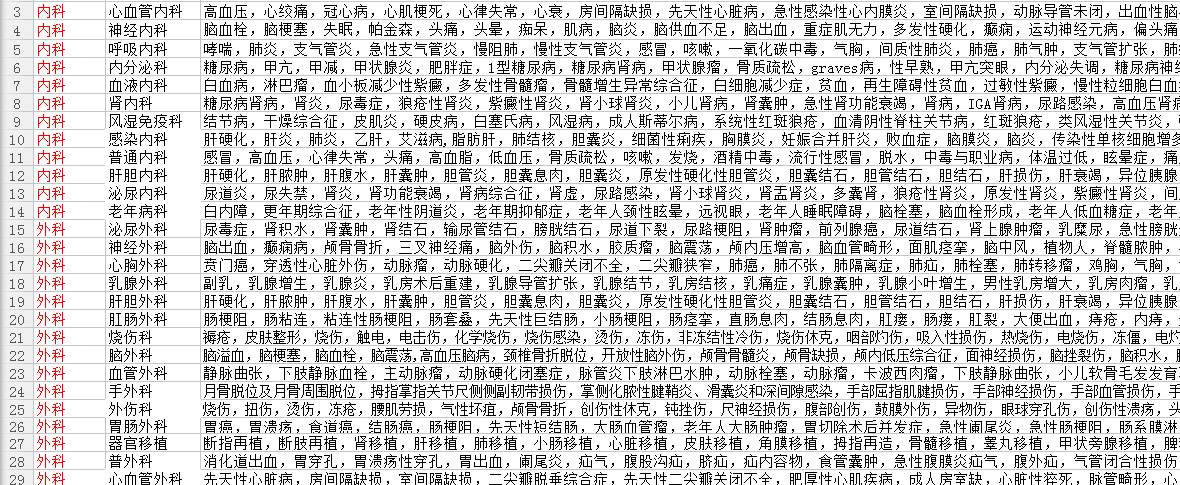 3 内科 心血管内科 高血压，心绞痛，冠心病，心肌梗死，心律失常，心衰，房间隔缺损，先天性心脏病，急性感染性心内膜炎，室间隔缺损，动脉导管未闭，出血性脑
4 内科 神经内科 脑血栓，脑梗塞，失眠，帕金森，头痛，头晕，痴呆，肌病，脑炎，脑供血不足，脑出血，重症肌无力，多发性硬化，癫痫，运动神经元病，偏头痛
5 内科 呼吸内科 哮喘，肺炎，支气管炎，急性支气管炎，慢阻肺，慢性支气管炎，感冒，咳嗽，一氧化碳中毒，气胸，间质性肺炎，肺癌，肺气肿，支气管扩张，肺结
6 内科 内分泌科 糖尿病，甲亢，甲减，甲状腺炎，肥胖症，1型糖尿病，糖尿病肾病，甲状腺瘤，骨质疏松，graves病，性早熟，甲亢突眼，内分泌失调，糖尿病神经
7 内科 血液内科 白血病，淋巴瘤，血小板减少性紫癜，多发性骨髓瘤，骨髓增生异常综合征，白细胞减少症，贫血，再生障碍性贫血，过敏性紫癜，慢性粒细胞白血
8 内科 肾内科 糖尿病肾病，肾炎，尿毒症，狼疮性肾炎，紫癜性肾炎，肾小球肾炎，小儿肾病，肾囊肿，急性肾功能衰竭，肾病，IGA肾病，尿路感染，高血压肾病
9 内科 风湿免疫科 结节病，干燥综合征，皮肌炎，硬皮病，白塞氏病，风湿病，成人斯蒂尔病，系统性红斑狼疮，血清阴性脊柱关节病，红斑狼疮，类风湿性关节炎，
10 内科 感染内科 肝硬化，肝炎，肺炎，乙肝，艾滋病,脂肪肝，肺结核，胆囊炎，细菌性痢疾，胸膜炎，妊娠合并肝炎，败血症，脑膜炎，脑炎，传染性单核细胞增多
11 内科 普通内科 感冒，高血压，心律失常，头痛，高血脂，低血压，骨质疏松，咳嗽，发烧，酒精中毒，流行性感冒，脱水，中毒与职业病，体温过低，眩晕症，痛
12 内科 肝胆内科 肝硬化，肝脓肿，肝腹水，肝囊肿，胆管炎，胆囊息肉，胆囊炎，原发性硬化性胆管炎，胆囊结石，胆管结石，胆结石，肝损伤，肝衰竭，异位胰腺
13 内科 泌尿内科 尿道炎，尿失禁，肾炎，肾功能衰竭，肾病综合征，肾虚，尿路感染，肾小球肾炎，肾盂肾炎，多囊肾，狼疮性肾炎，原发性肾炎，紫癜性肾炎，间
14 内科 老年病科 白内障，更年期综合征，老年性阴道炎，老年期抑郁症，老年人颈性眩晕，远视眼，老年人睡眠障碍，脑栓塞，脑血栓形成，老年人低血糖症，老年
15 外科 泌尿外科 尿毒症，肾积水，肾囊肿，肾结石，输尿管结石，膀胱结石，尿道下裂，尿路梗阻，肾肿瘤，前列腺癌，尿道结石，肾上腺肿瘤，乳糜尿，急性膀胱
16 外科 神经外科 脑出血，癫痫病，颅骨骨折，三叉神经痛，脑外伤，脑积水，胶质瘤，脑震荡，颅内压增高，脑血管畸形，面肌痉挛，脑中风，植物人，脊髓脓肿，
17 外科 心胸外科 贲门癌，穿透性心脏外伤，动脉瘤，动脉硬化，二尖瓣关闭不全，二尖瓣狭窄，肺癌，肺不张，肺隔离症，肺疝，肺栓塞，肺转移瘤，鸡胸，气胸，
18 外科 乳腺外科 副乳，乳腺增生，乳腺炎，乳房术后重建，乳腺导管扩张，乳腺结节，乳房结核，乳痛症，乳腺囊肿，乳腺小叶增生，男性乳房增大，乳房肉瘤，乳
19 外科 肝胆外科 肝硬化，肝脓肿，肝腹水，肝囊肿，胆管炎，胆囊息肉，胆囊炎，原发性硬化性胆管炎，胆囊结石，胆管结石，胆结石，肝损伤，肝衰竭，异位胰腺
20 外科 肛肠外科 肠梗阻，肠粘连，粘连性肠梗阻，肠套叠，先天性巨结肠，小肠梗阻，肠痉挛，直肠息肉，结肠息肉，肛瘘，肠瘘，肛裂，大便出血，痔疮，内痔，
21 外科 烧伤科 褥疮，皮肤整形，烧伤，触电，电击伤，化学烧伤，烧伤感染，烫伤，冻伤，非冻结性冷伤，烧伤休克，咽部灼伤，吸入性损伤，热烧伤，电烧伤，冻僵，电灼
22 外科 脑外科 脑溢血，脑梗塞，脑血栓，脑震荡,高血压脑病，颈椎骨折脱位，开放性脑外伤，颅骨骨髓炎，颅骨缺损，颅内低压综合征，面神经损伤，脑挫裂伤，脑积水，
23 外科 血管外科 静脉曲张，下肢静脉血栓，主动脉瘤，动脉硬化闭塞症，脉管炎下肢淋巴水肿，动脉栓塞，动脉瘤，卡波西肉瘤，下肢静脉曲张，小儿软骨毛发发育
24 外科 手外科 月骨脱位及月骨周围脱位，拇指掌指关节尺侧侧副韧带损伤，掌侧化脓性腱鞘炎、滑囊炎和深间隙感染，手部屈指肌腱损伤，手部神经损伤，手部血管损伤，
25 外科 外伤科 烧伤，扭伤，烫伤，冻疮，腰肌劳损，气性坏疽，颅骨骨折，创伤性休克，钝挫伤，尺神经损伤，腹部创伤，鼓膜外伤，异物伤，眼球穿孔伤，创伤性溃疡，头
26 外科 胃肠外科 胃癌，胃溃疡，食道癌，结肠癌，肠梗阻，先天性短结肠，大肠血管瘤，老年人大肠肿瘤，胃切除术后并发症，急性阑尾炎，急性肠梗阻，肠系膜淋
27 外科 器官移植 断指再植，断肢再植，肾移植，肝移植，肺移植，小肠移植，心脏移植，皮肤移植，角膜移植，拇指再造，骨髓移植，睾丸移植，甲状旁腺移植，脾
28 外科 普外科 消化道出血，胃穿孔，胃溃疡性穿孔，胃出血，阑尾炎，疝气，腹股沟疝，脐疝，疝内容物，食管囊肿，急性腹膜炎疝气，腹外疝，气管闭合性损伤
29 外科 心血管外科 先天性心脏病，房间隔缺损，室间隔缺损，二尖瓣脱垂综合症，先天性二尖瓣关闭不全，肥厚性心肌疾病，成人房室缺，心脏性猝死，脉管畸形，心